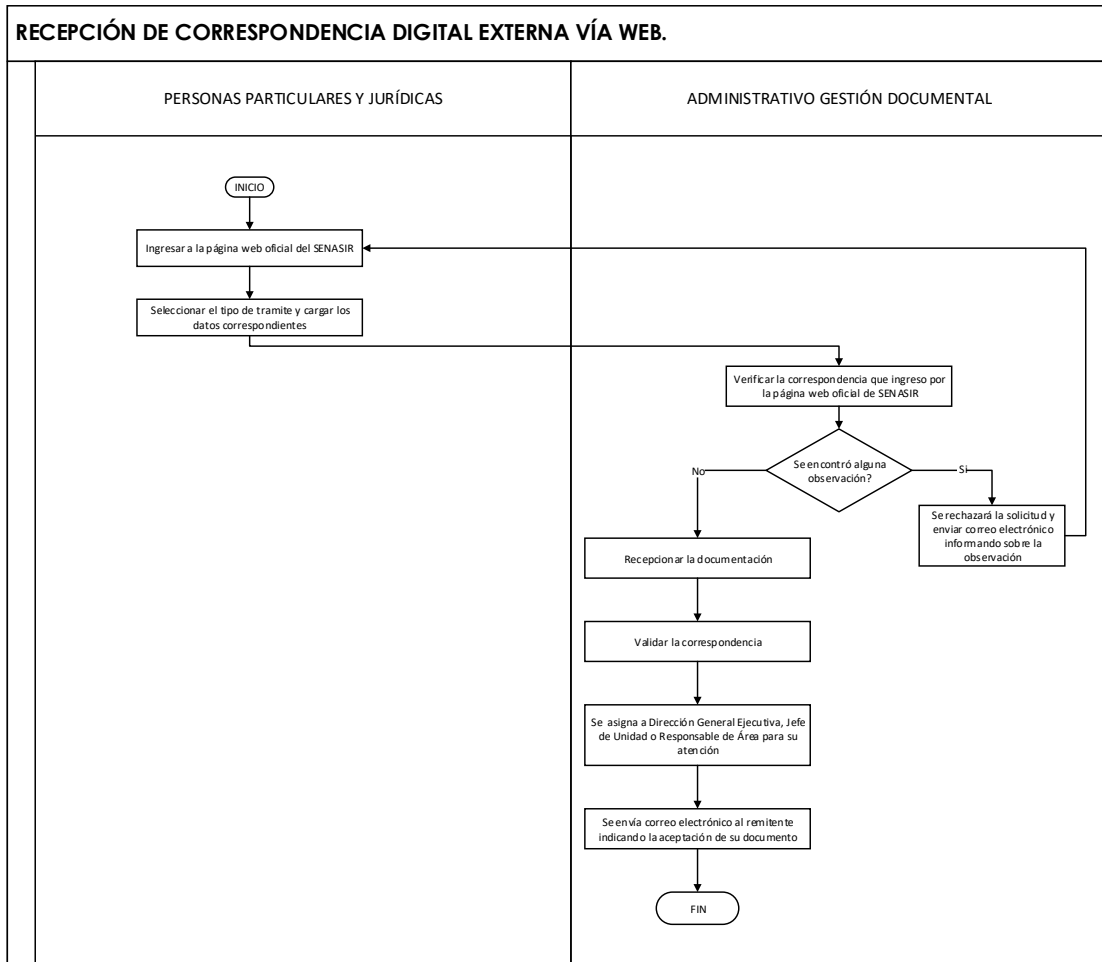 RECEPCIÓN DE CORRESPONDENCIA DIGITAL EXTERNA VÍA WEB.
PERSONAS PARTICULARES Y JURÍDICAS
ADMINISTRATIVO GESTIÓN DOCUMENTAL
INICIO
Ingresar a la página web oficial del SENASIR
Seleccionar el tipo de tramite y cargar los
datos correspondientes
Verificar la correspondencia que ingreso por
la página web oficial de SENASIR
Se encontró alguna
observación?
No
Si
Se rechazará la solicitud y
enviar correo electrónico
informando sobre la
observación
Recepcionar la documentación
Validar la correspondencia
Se asigna a Dirección General Ejecutiva, Jefe
de Unidad o Responsable de Área para su
atención
Se envía correo electrónico al remitente
indicando la aceptación de su documento
FIN